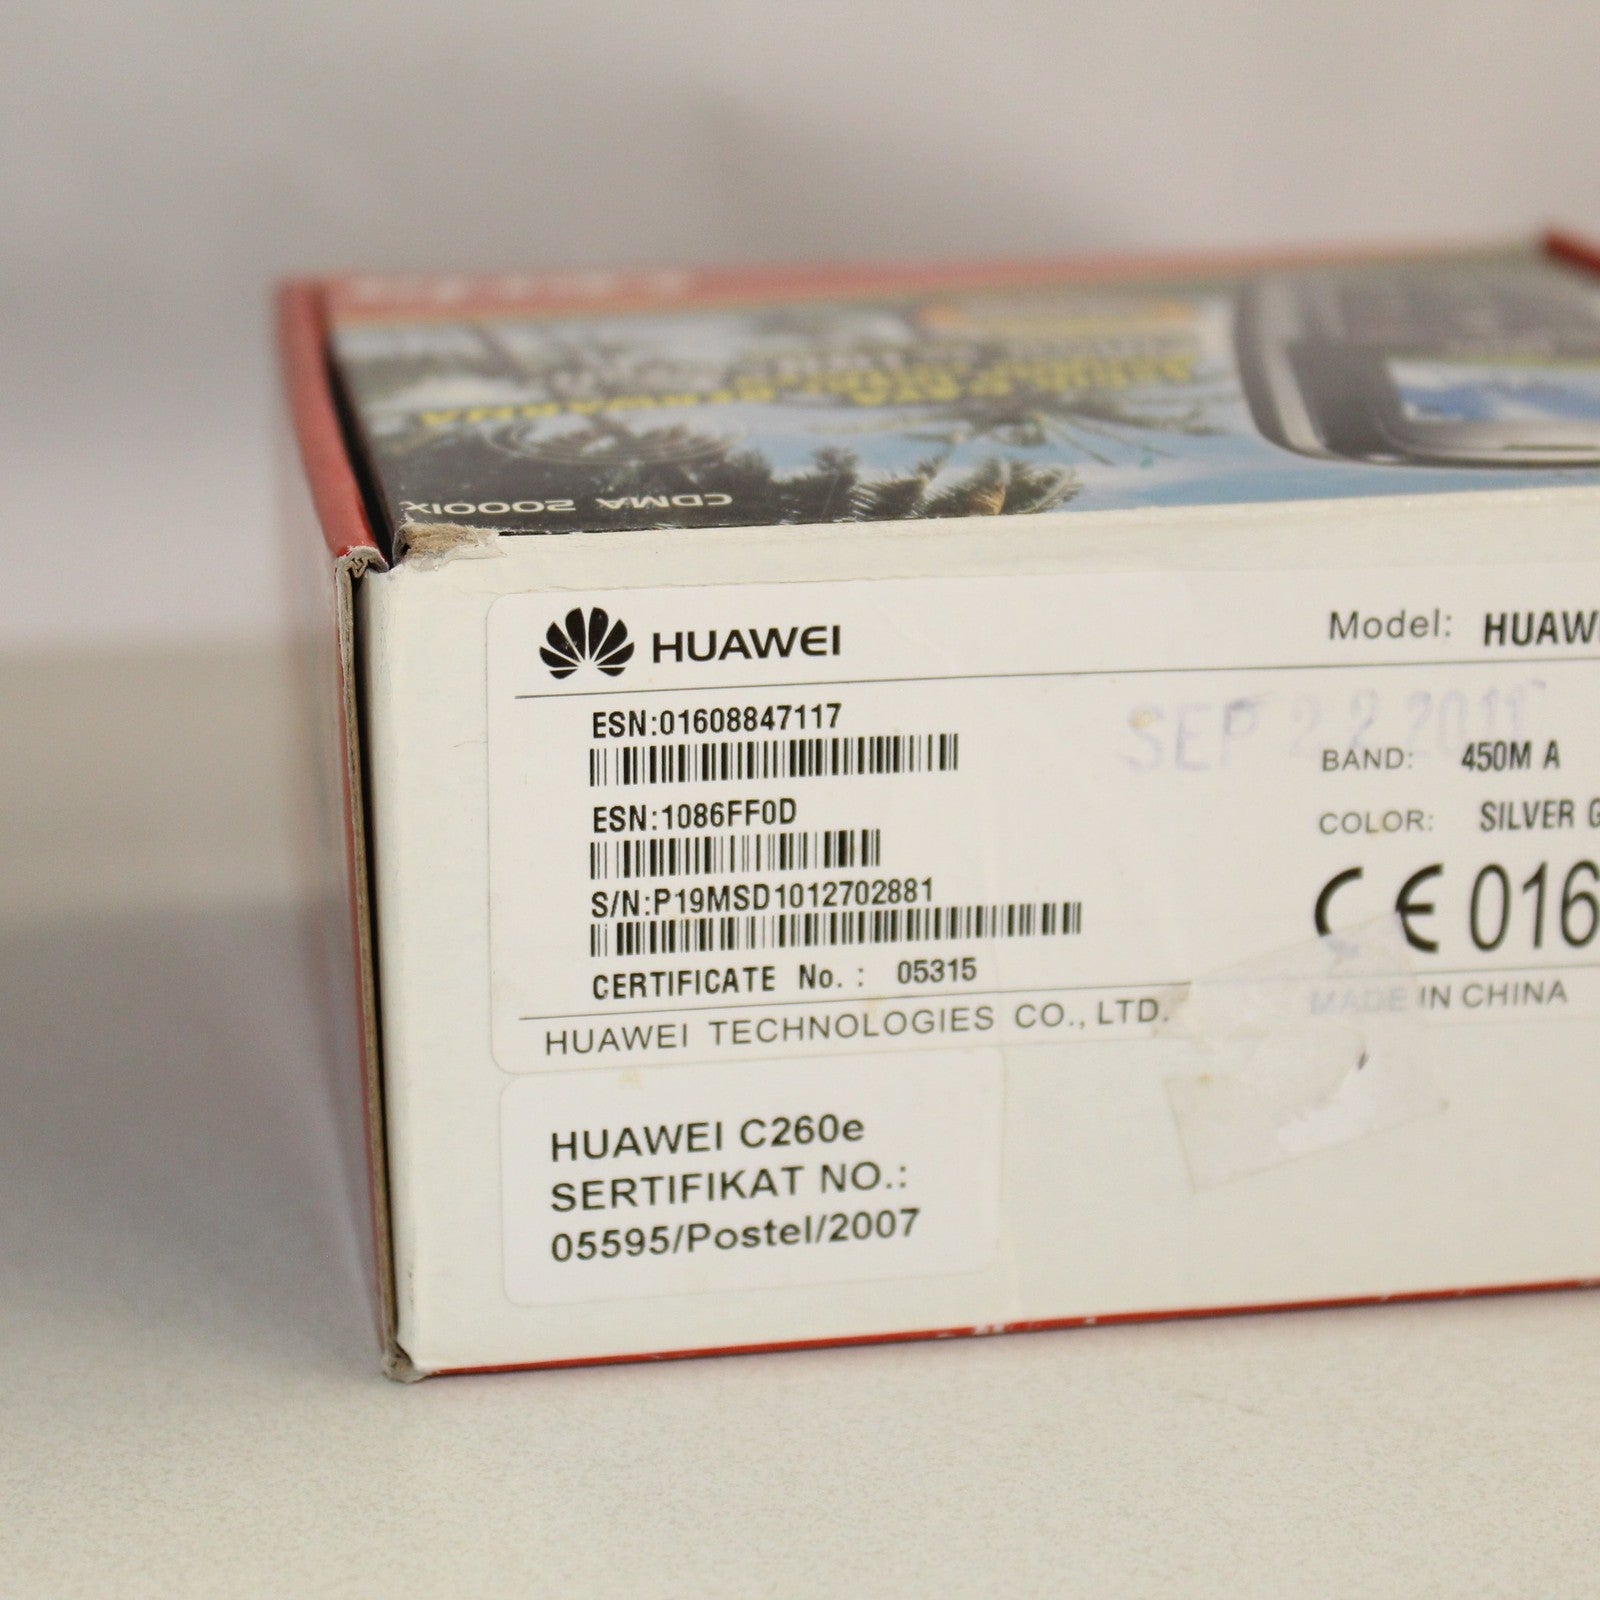 CDMA 20001x
HUAWEI
Model: HUAW
ESN:01608847117
SEP 22 2011
BAND: 450M A
ESN:1086FF0D
COLOR: SILVER G
S/N:P19MSD1012702881
CE 016
CERTIFICATE No. : 05315
MADE IN CHINA
HUAWEI TECHNOLOGIES CO., LTD.
HUAWEI C260e
SERTIFIKAT NO.:
05595/Postel/2007